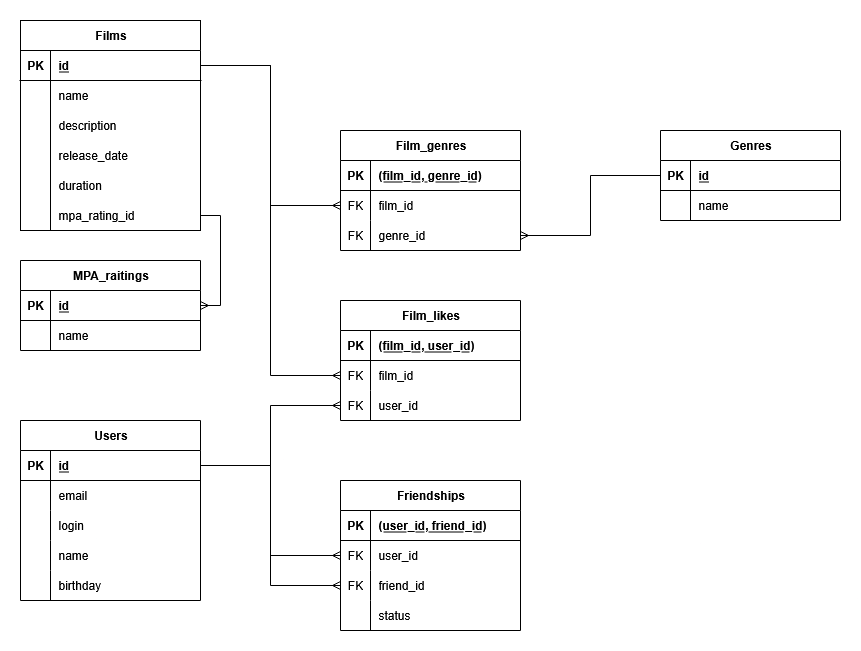 Films
PK id
name
description
release_date
duration
mpa_rating_id
MPA_raitings
PK id
name
Users
PK id
email
login
name
birthday
Film_genres
PK (film_id, genre_id)
FK film_id
FK genre_id
Film_likes
PK (film_id, user_id)
FK film_id
FK user_id
Friendships
PK (user_id, friend_id)
FK user_id
FK friend_id
status
Genres
PK id
name